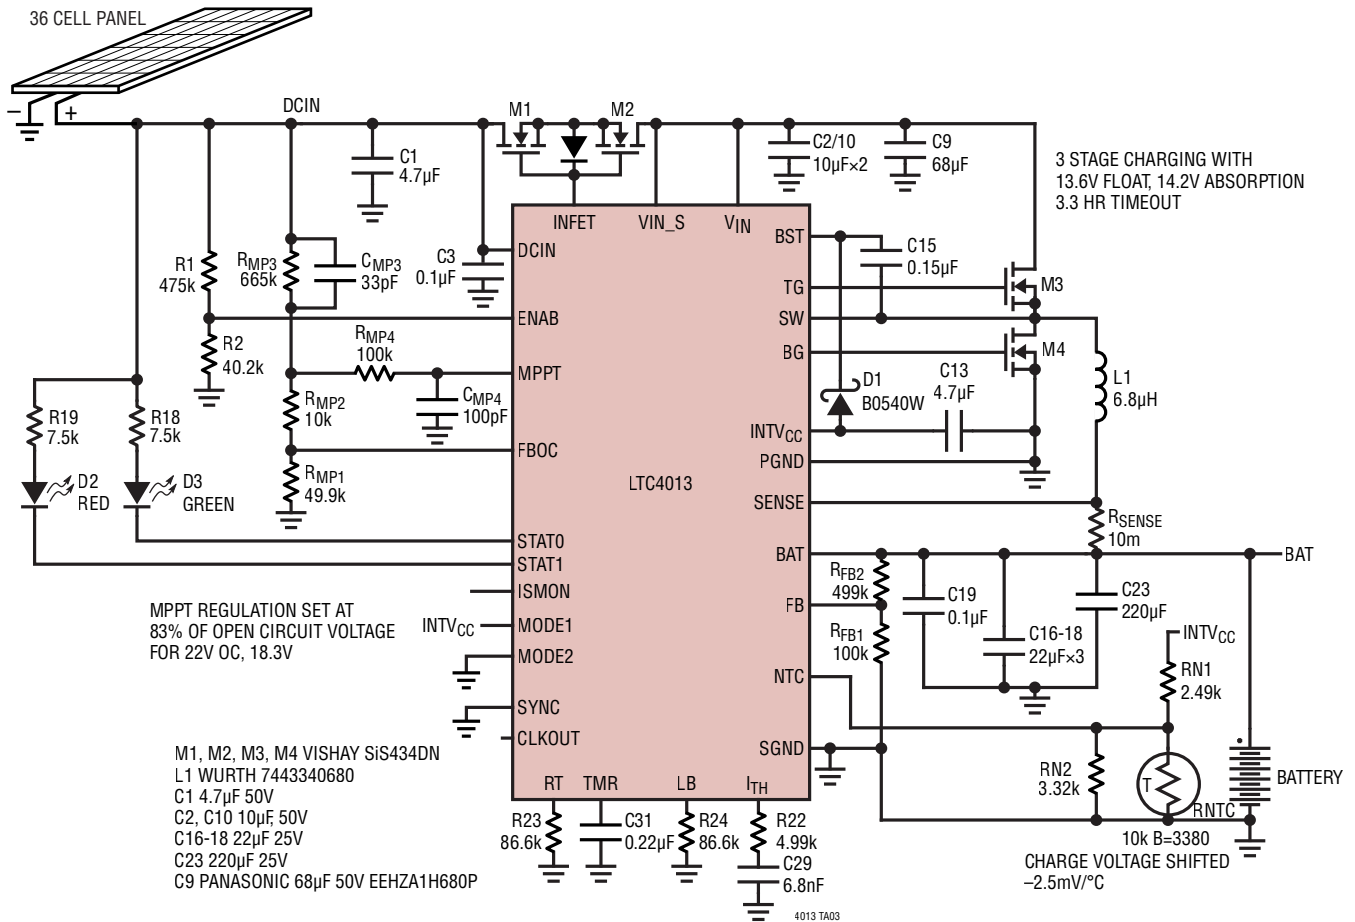 36 CELL PANEL
–
+
DCIN
M1
M2
C1
4.7µF
C2/10
10µF×2
C9
68µF
3 STAGE CHARGING WITH
13.6V FLOAT, 14.2V ABSORPTION
3.3 HR TIMEOUT
INFET
VIN_S
VIN
DCIN
C3
0.1µF
R1
475k
RMP3
665k
CMP3
33pF
ENAB
R2
40.2k
RMP4
100k
MPPT
CMP4
100pF
RMP2
10k
FBOC
RMP1
49.9k
R19
7.5k
R18
7.5k
D2
RED
D3
GREEN
STAT0
STAT1
ISMON
INTVCC
MODE1
MODE2
SYNC
CLKOUT
LTC4013
BST
C15
0.15µF
TG
M3
SW
BG
M4
D1
B0540W
C13
4.7µF
L1
6.8µH
INTVCC
PGND
SENSE
RSENSE
10m
BAT
BAT
RFB2
499k
FB
RFB1
100k
C19
0.1µF
C16-18
22µF×3
C23
220µF
INTVCC
RN1
2.49k
NTC
SGND
RN2
3.32k
T
RNTC
BATTERY
10k B=3380
CHARGE VOLTAGE SHIFTED
–2.5mV/°C
MPPT REGULATION SET AT
83% OF OPEN CIRCUIT VOLTAGE
FOR 22V OC, 18.3V
M1, M2, M3, M4 VISHAY SiS434DN
L1 WURTH 7443340680
C1 4.7µF 50V
C2, C10 10µF, 50V
C16-18 22µF 25V
C23 220µF 25V
C9 PANASONIC 68µF 50V EEHZA1H680P
RT
TMR
LB
ITH
R23
86.6k
C31
0.22µF
R24
86.6k
R22
4.99k
C29
6.8nF
4013 TA03